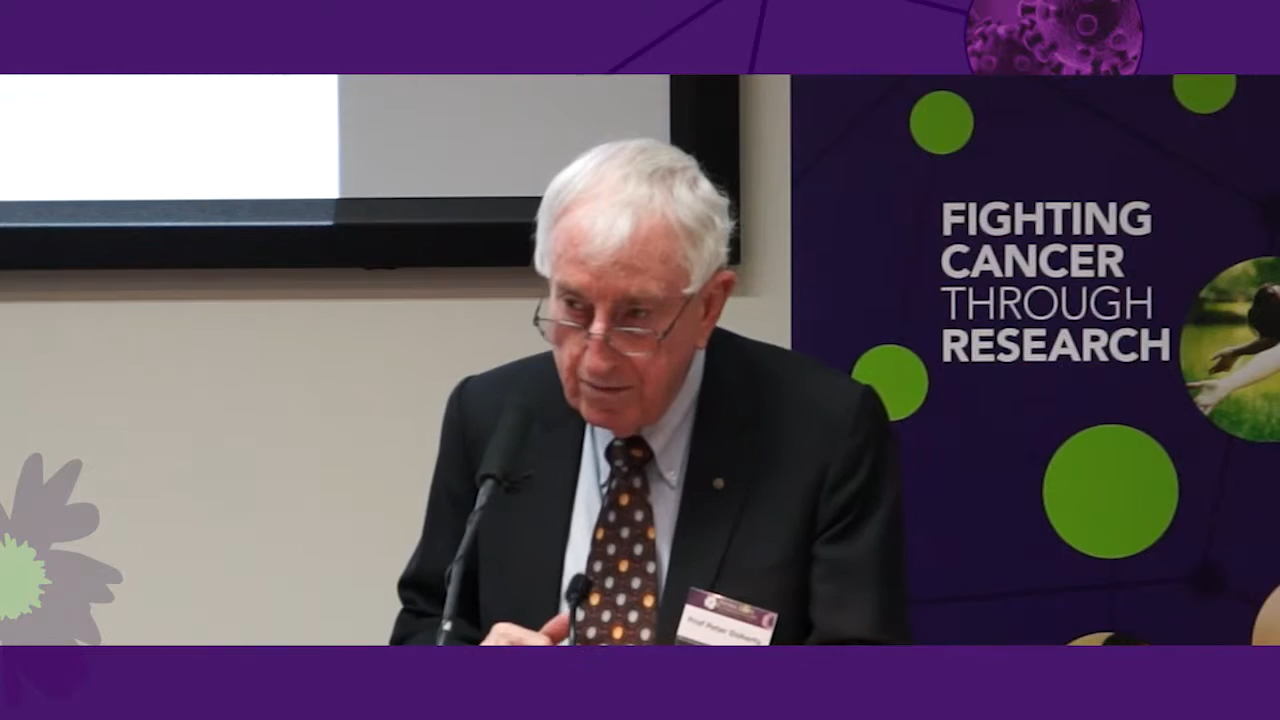 FIGHTING
CANCER
THROUGH
RESEARCH
Prof Peter Doherty